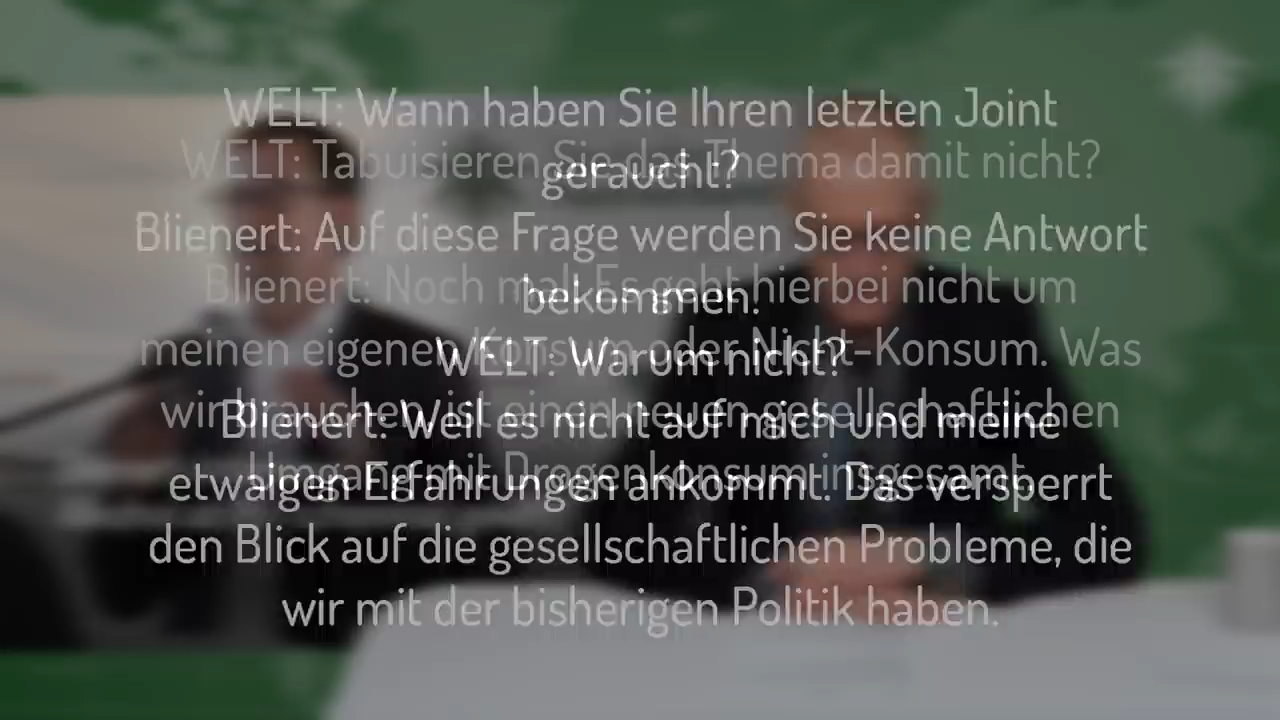 WELT: Wann haben Sie Ihren letzten Joint
geraucht?
Blienert: Auf diese Frage werden Sie keine Antwort
bekommen.
WELT: Warum nicht?
Blienert: Weil es nicht auf mich und meine
etwaigen Erfahrungen ankommt. Das versperrt
den Blick auf die gesellschaftlichen Probleme, die
wir mit der bisherigen Politik haben.
WELT: Tabuisieren Sie das Thema damit nicht?
Blienert: Noch mal: Es geht hierbei nicht um
meinen eigenen Konsum oder Nicht-Konsum. Was
wir brauchen ist einen neuen gesellschaftlichen
Umgang mit Drogenkonsum insgesamt.